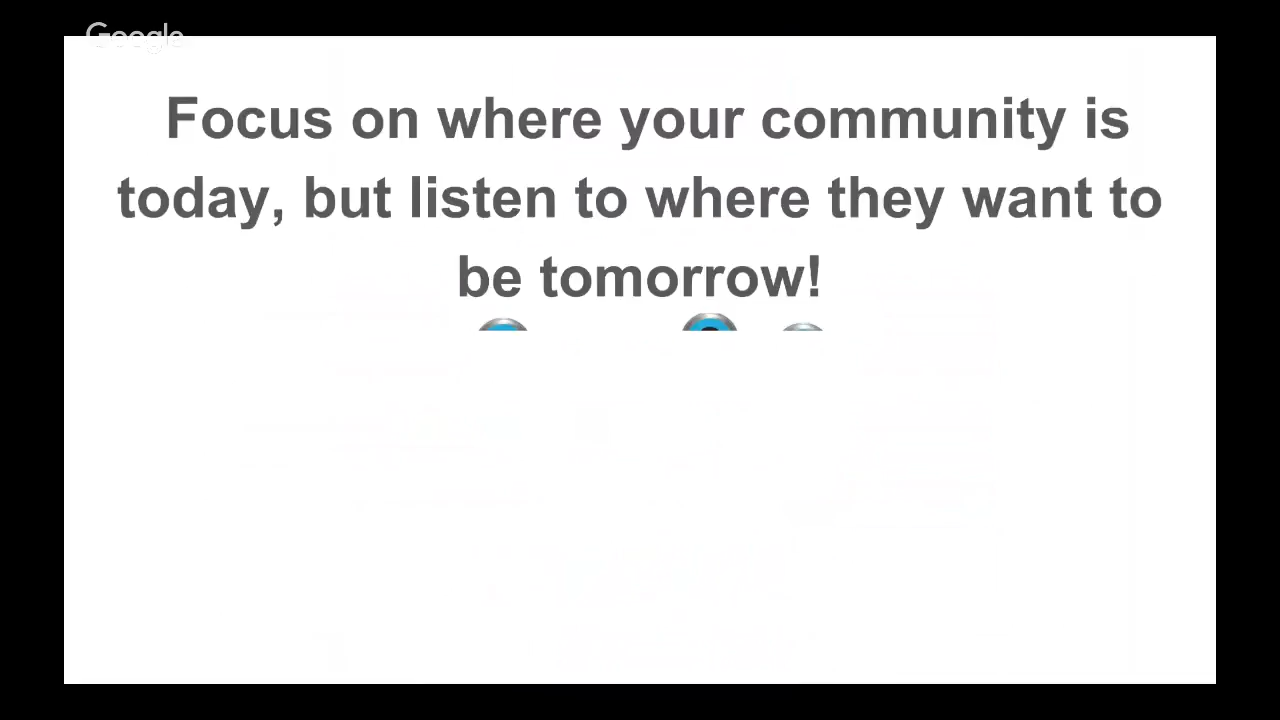 Google
Focus on where your community is
today, but listen to where they want to
be tomorrow!